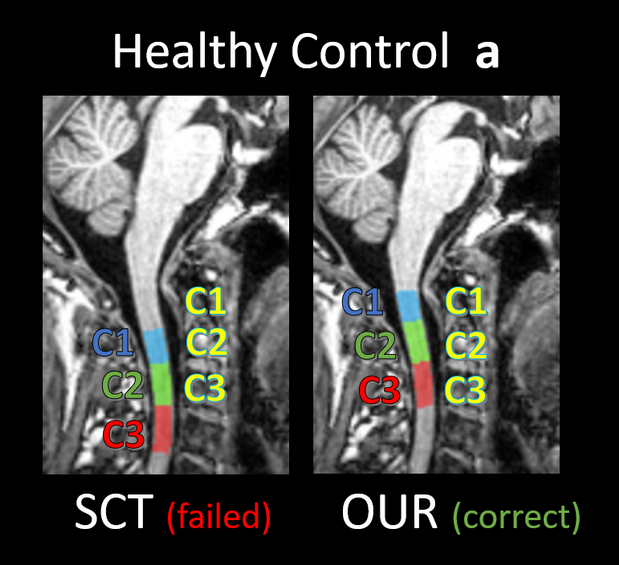 Healthy Control a
C1
C1 C2
C2 C3
C3
C1 C1
C2 C2
C3 C3
SCT (failed)
OUR (correct)